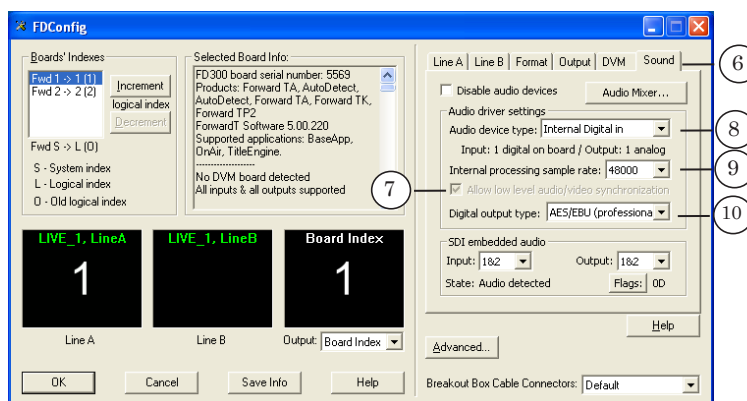 FDConfig
Boards' Indexes
Fwd 1 -> 1 (1)
Fwd 2 -> 2 (2)
Increment
logical index
Decrement
Fwd S -> L (O)
S - System index
L - Logical index
O - Old logical index
Selected Board Info:
FD300 board serial number: 5569
Products: Forward TA, AutoDetect,
AutoDetect, Forward TA, Forward TK,
Forward TP2
ForwardT Software 5.00.220
Supported applications: BaseApp,
OnAir, TitleEngine.
--------------------
No DVM board detected
All inputs & all outputs supported
LIVE_1, LineA
1
Line A
LIVE_1, LineB
1
Line B
Board Index
1
Output: Board Index
OK
Cancel
Save Info
Help
Line A
Line B
Format
Output
DVM
Sound
6
Disable audio devices
Audio Mixer...
Audio driver settings
Audio device type: Internal Digital in
8
Input: 1 digital on board / Output: 1 analog
Internal processing sample rate: 48000
9
7
Allow low level audio/video synchronization
Digital output type: AES/EBU (professiona
10
SDI embedded audio
Input: 1&2
Output: 1&2
State: Audio detected
Flags: 0D
Help
Advanced...
Breakout Box Cable Connectors: Default